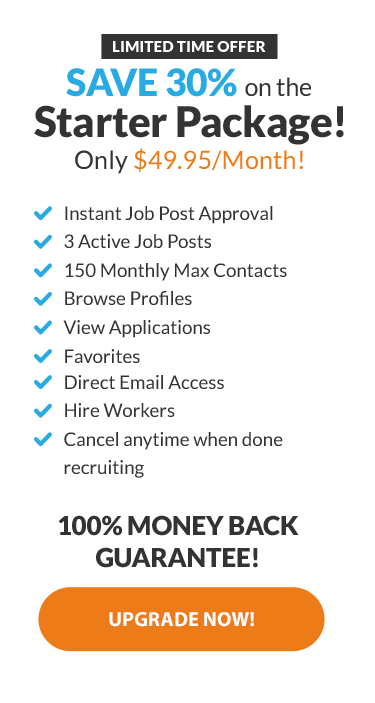 LIMITED TIME OFFER
SAVE 30% on the
Starter Package!
Only $49.95/Month!
Instant Job Post Approval
3 Active Job Posts
150 Monthly Max Contacts
Browse Profiles
View Applications
Favorites
Direct Email Access
Hire Workers
Cancel anytime when done
recruiting
100% MONEY BACK
GUARANTEE!
UPGRADE NOW!